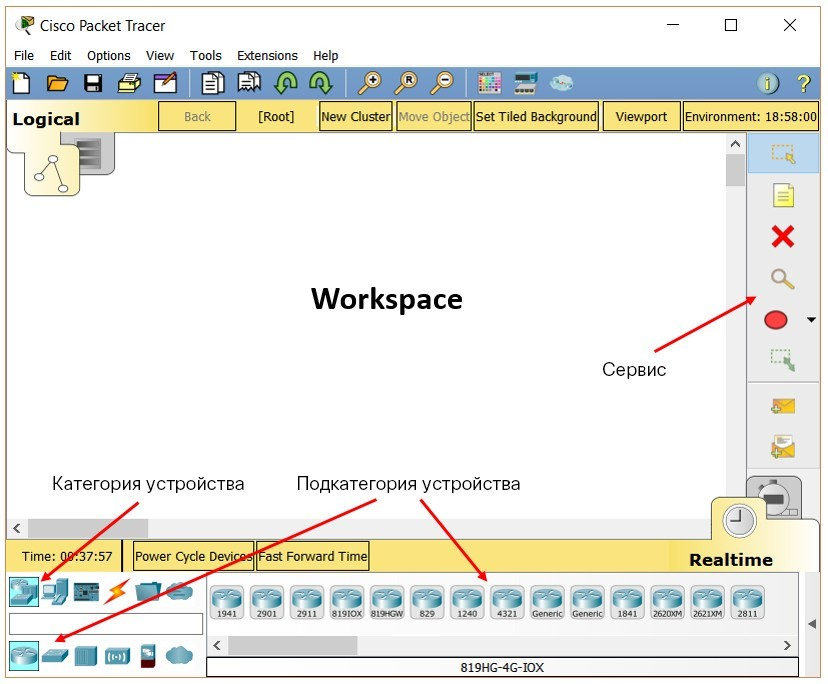 Cisco Packet Tracer
File Edit Options View Tools Extensions Help
Logical Back [Root] New Cluster Move Object Set Tiled Background Viewport Environment: 18:58:00
Workspace
Сервис
Категория устройства Подкатегория устройства
Time: 00:37:57 Power Cycle Devices Fast Forward Time Realtime
1941 2901 2911 819IOX 819HGW 829 1240 4321 Generic Generic 1841 2620XM 2621XM 2811
819HG-4G-IOX